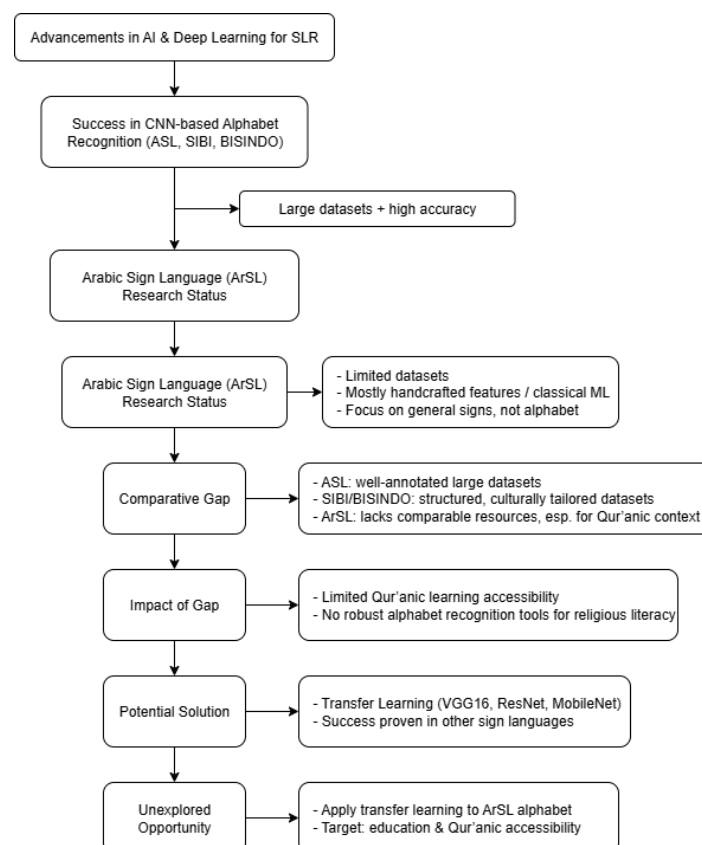 Advancements in AI & Deep Learning for SLR
Success in CNN-based Alphabet
Recognition (ASL, SIBI, BISINDO)
Large datasets + high accuracy
Arabic Sign Language (ArSL)
Research Status
Arabic Sign Language (ArSL)
Research Status
- Limited datasets
- Mostly handcrafted features / classical ML
- Focus on general signs, not alphabet
Comparative Gap
- ASL: well-annotated large datasets
- SIBI/BISINDO: structured, culturally tailored datasets
- ArSL: lacks comparable resources, esp. for Qur'anic context
Impact of Gap
- Limited Qur'anic learning accessibility
- No robust alphabet recognition tools for religious literacy
Potential Solution
- Transfer Learning (VGG16, ResNet, MobileNet)
- Success proven in other sign languages
Unexplored
Opportunity
- Apply transfer learning to ArSL alphabet
- Target: education & Qur'anic accessibility